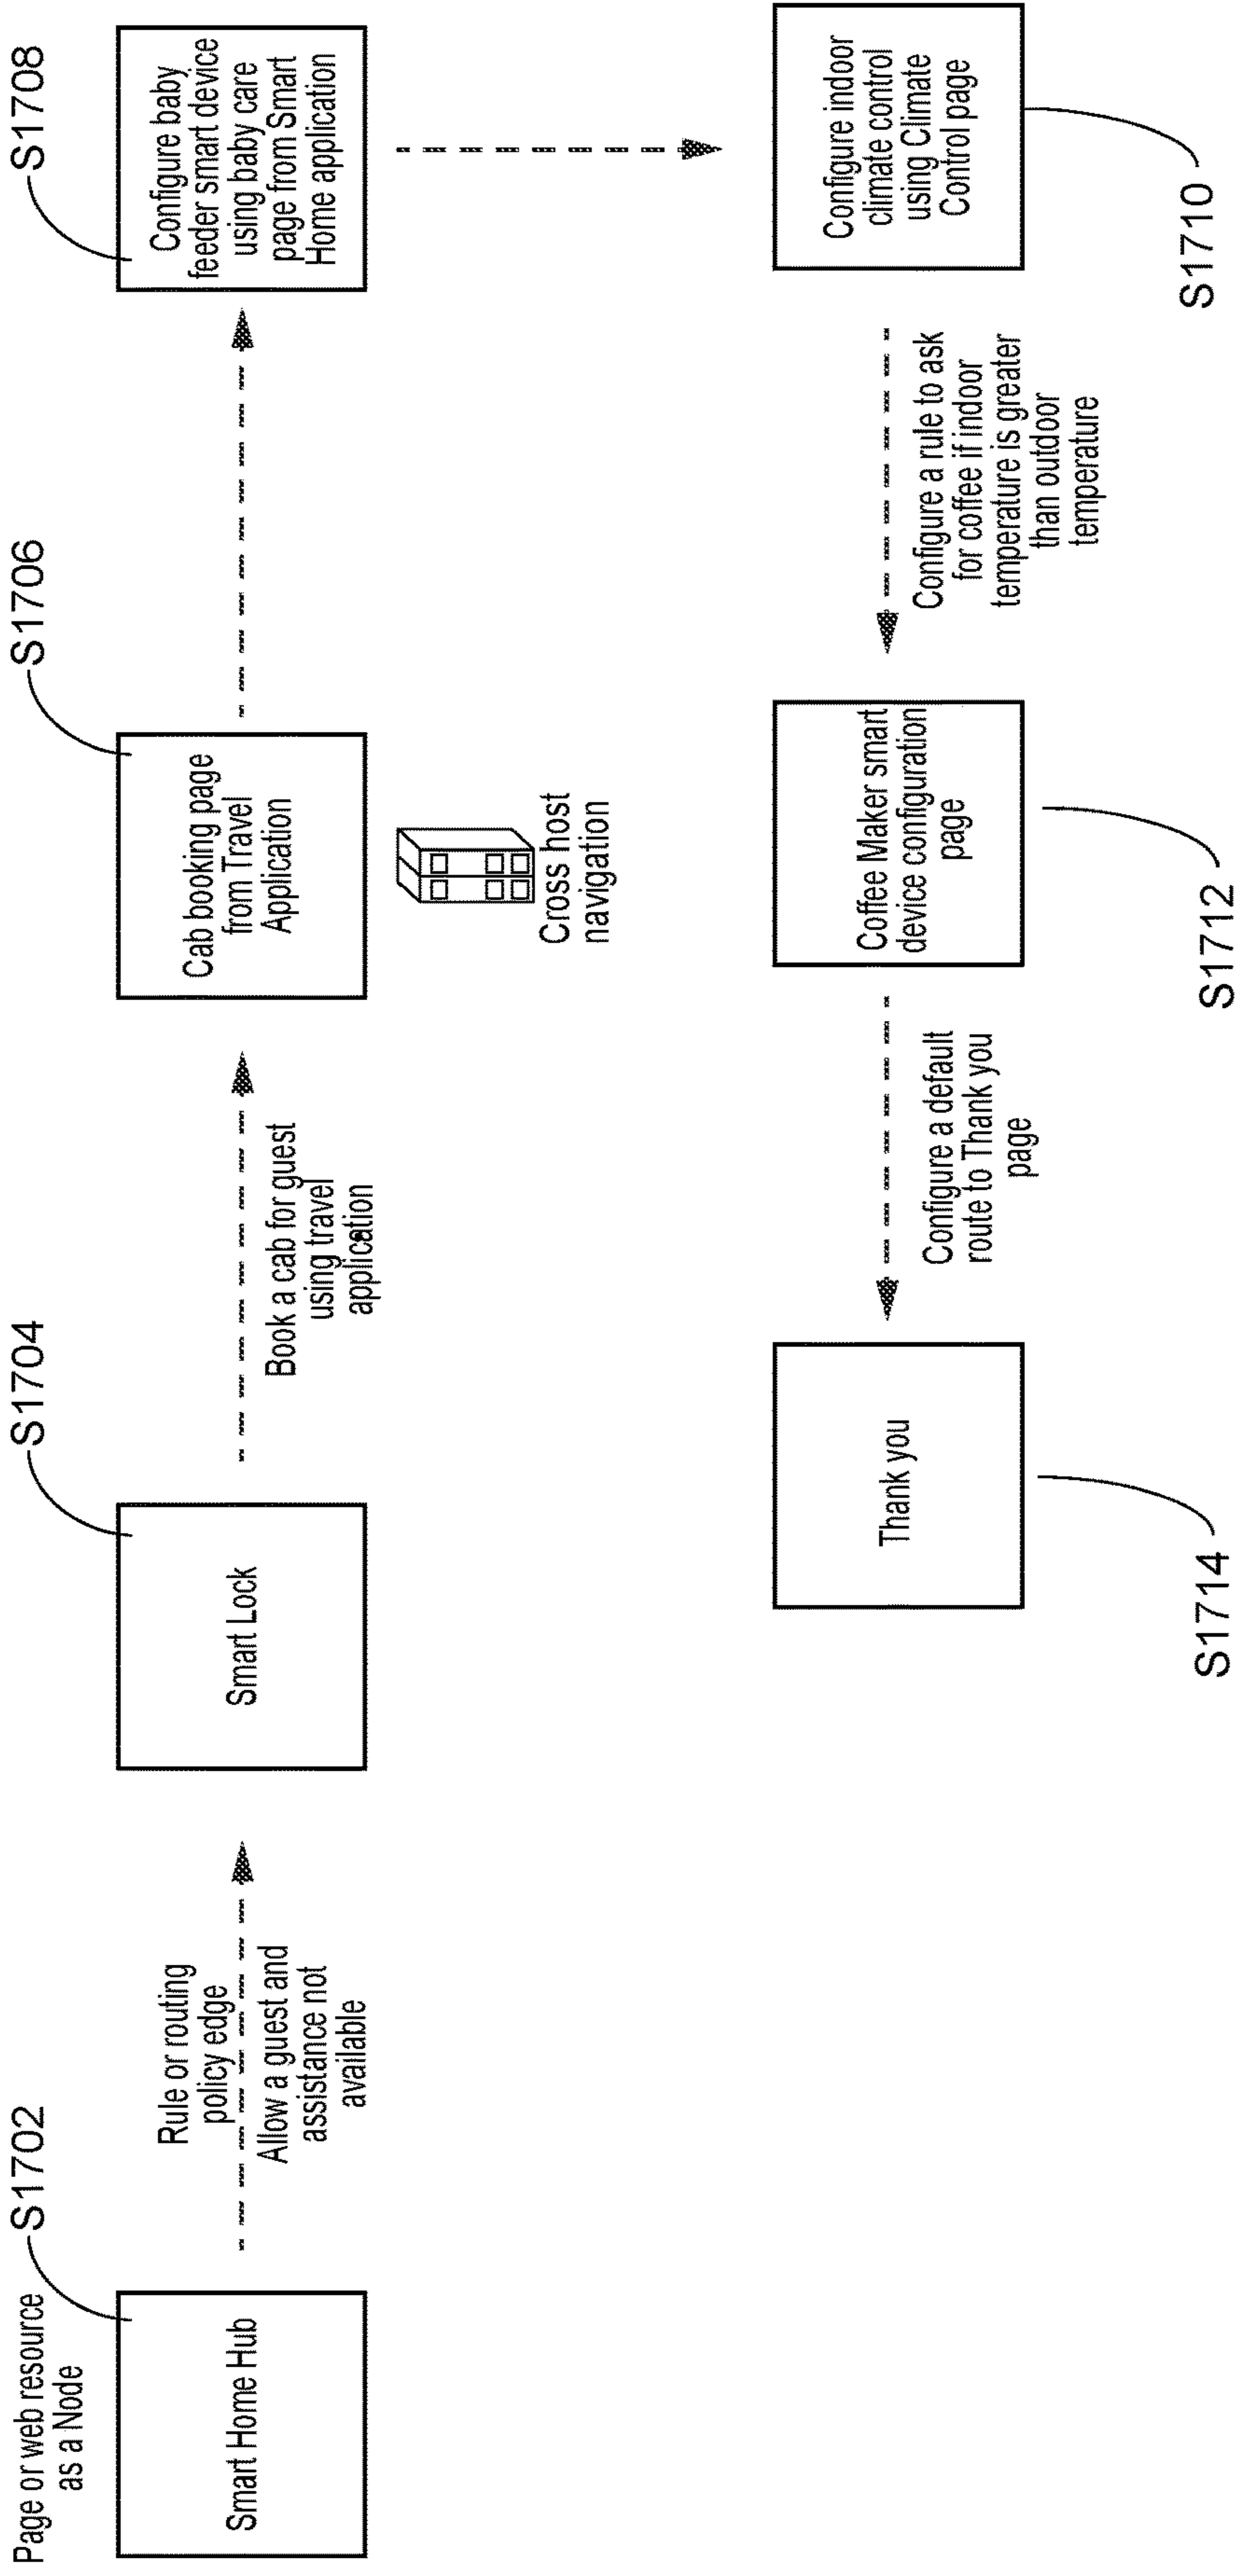 Page or web resource
as a Node
S1702
Smart Home Hub
Rule or routing
policy edge
Allow a guest and
assistance not
available
S1704
Smart Lock
Book a cab for guest
using travel
application
S1706
Cab booking page
from Travel
Application
Cross host
navigation
S1708
Configure baby
feeder smart device
using baby care
page from Smart
Home application
Configure indoor
climate control
using Climate
Control page
S1710
Configure a rule to ask
for coffee if indoor
temperature is greater
than outdoor
temperature
Coffee Maker smart
device configuration
page
S1712
Configure a default
route to Thank you
page
Thank you
S1714